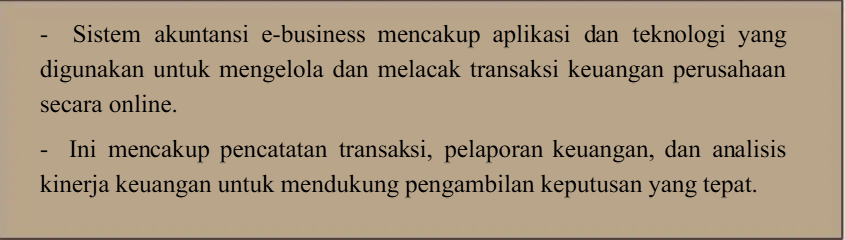 - Sistem akuntansi e-business mencakup aplikasi dan teknologi yang
digunakan untuk mengelola dan melacak transaksi keuangan perusahaan
secara online.
- Ini mencakup pencatatan transaksi, pelaporan keuangan, dan analisis
kinerja keuangan untuk mendukung pengambilan keputusan yang tepat.